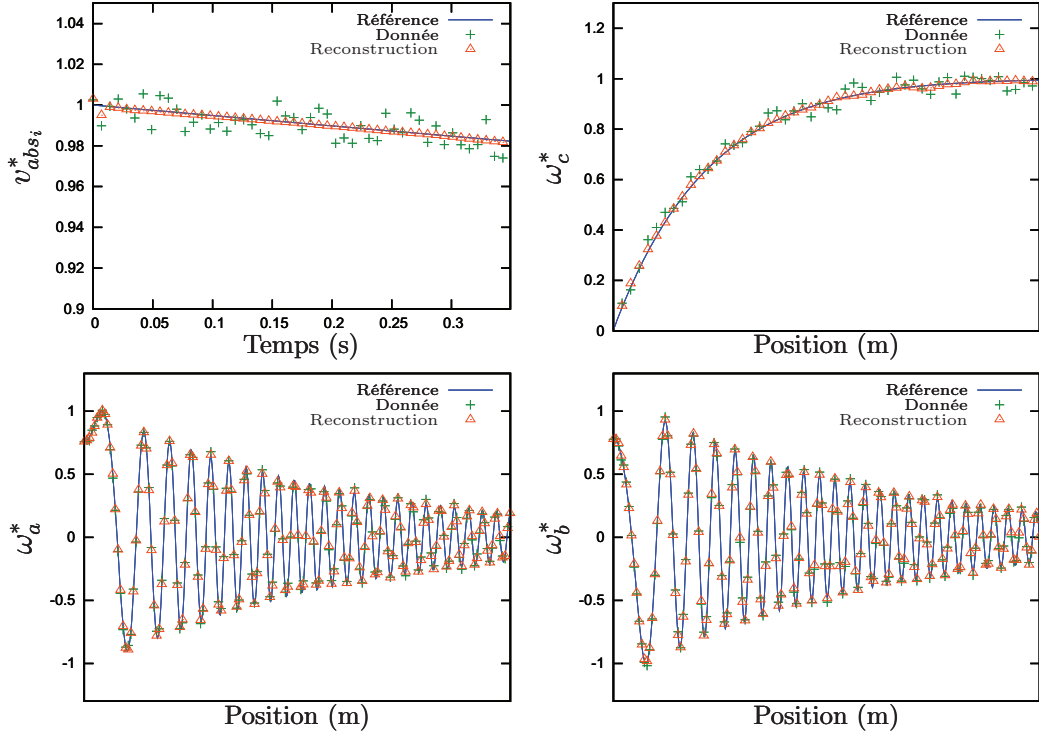 1.04
1.02
1
0.98
0.96
0.94
0.92
0.9
0
0.05
0.1
0.15
0.2
0.25
0.3
v*absi
Temps (s)
Référence
Donnée
Reconstruction
1.2
1
0.8
0.6
0.4
0.2
0
ω*c
Position (m)
Référence
Donnée
Reconstruction
1
0.5
0
-0.5
-1
ω*a
Position (m)
Référence
Donnée
Reconstruction
1
0.5
0
-0.5
-1
ω*b
Position (m)
Référence
Donnée
Reconstruction